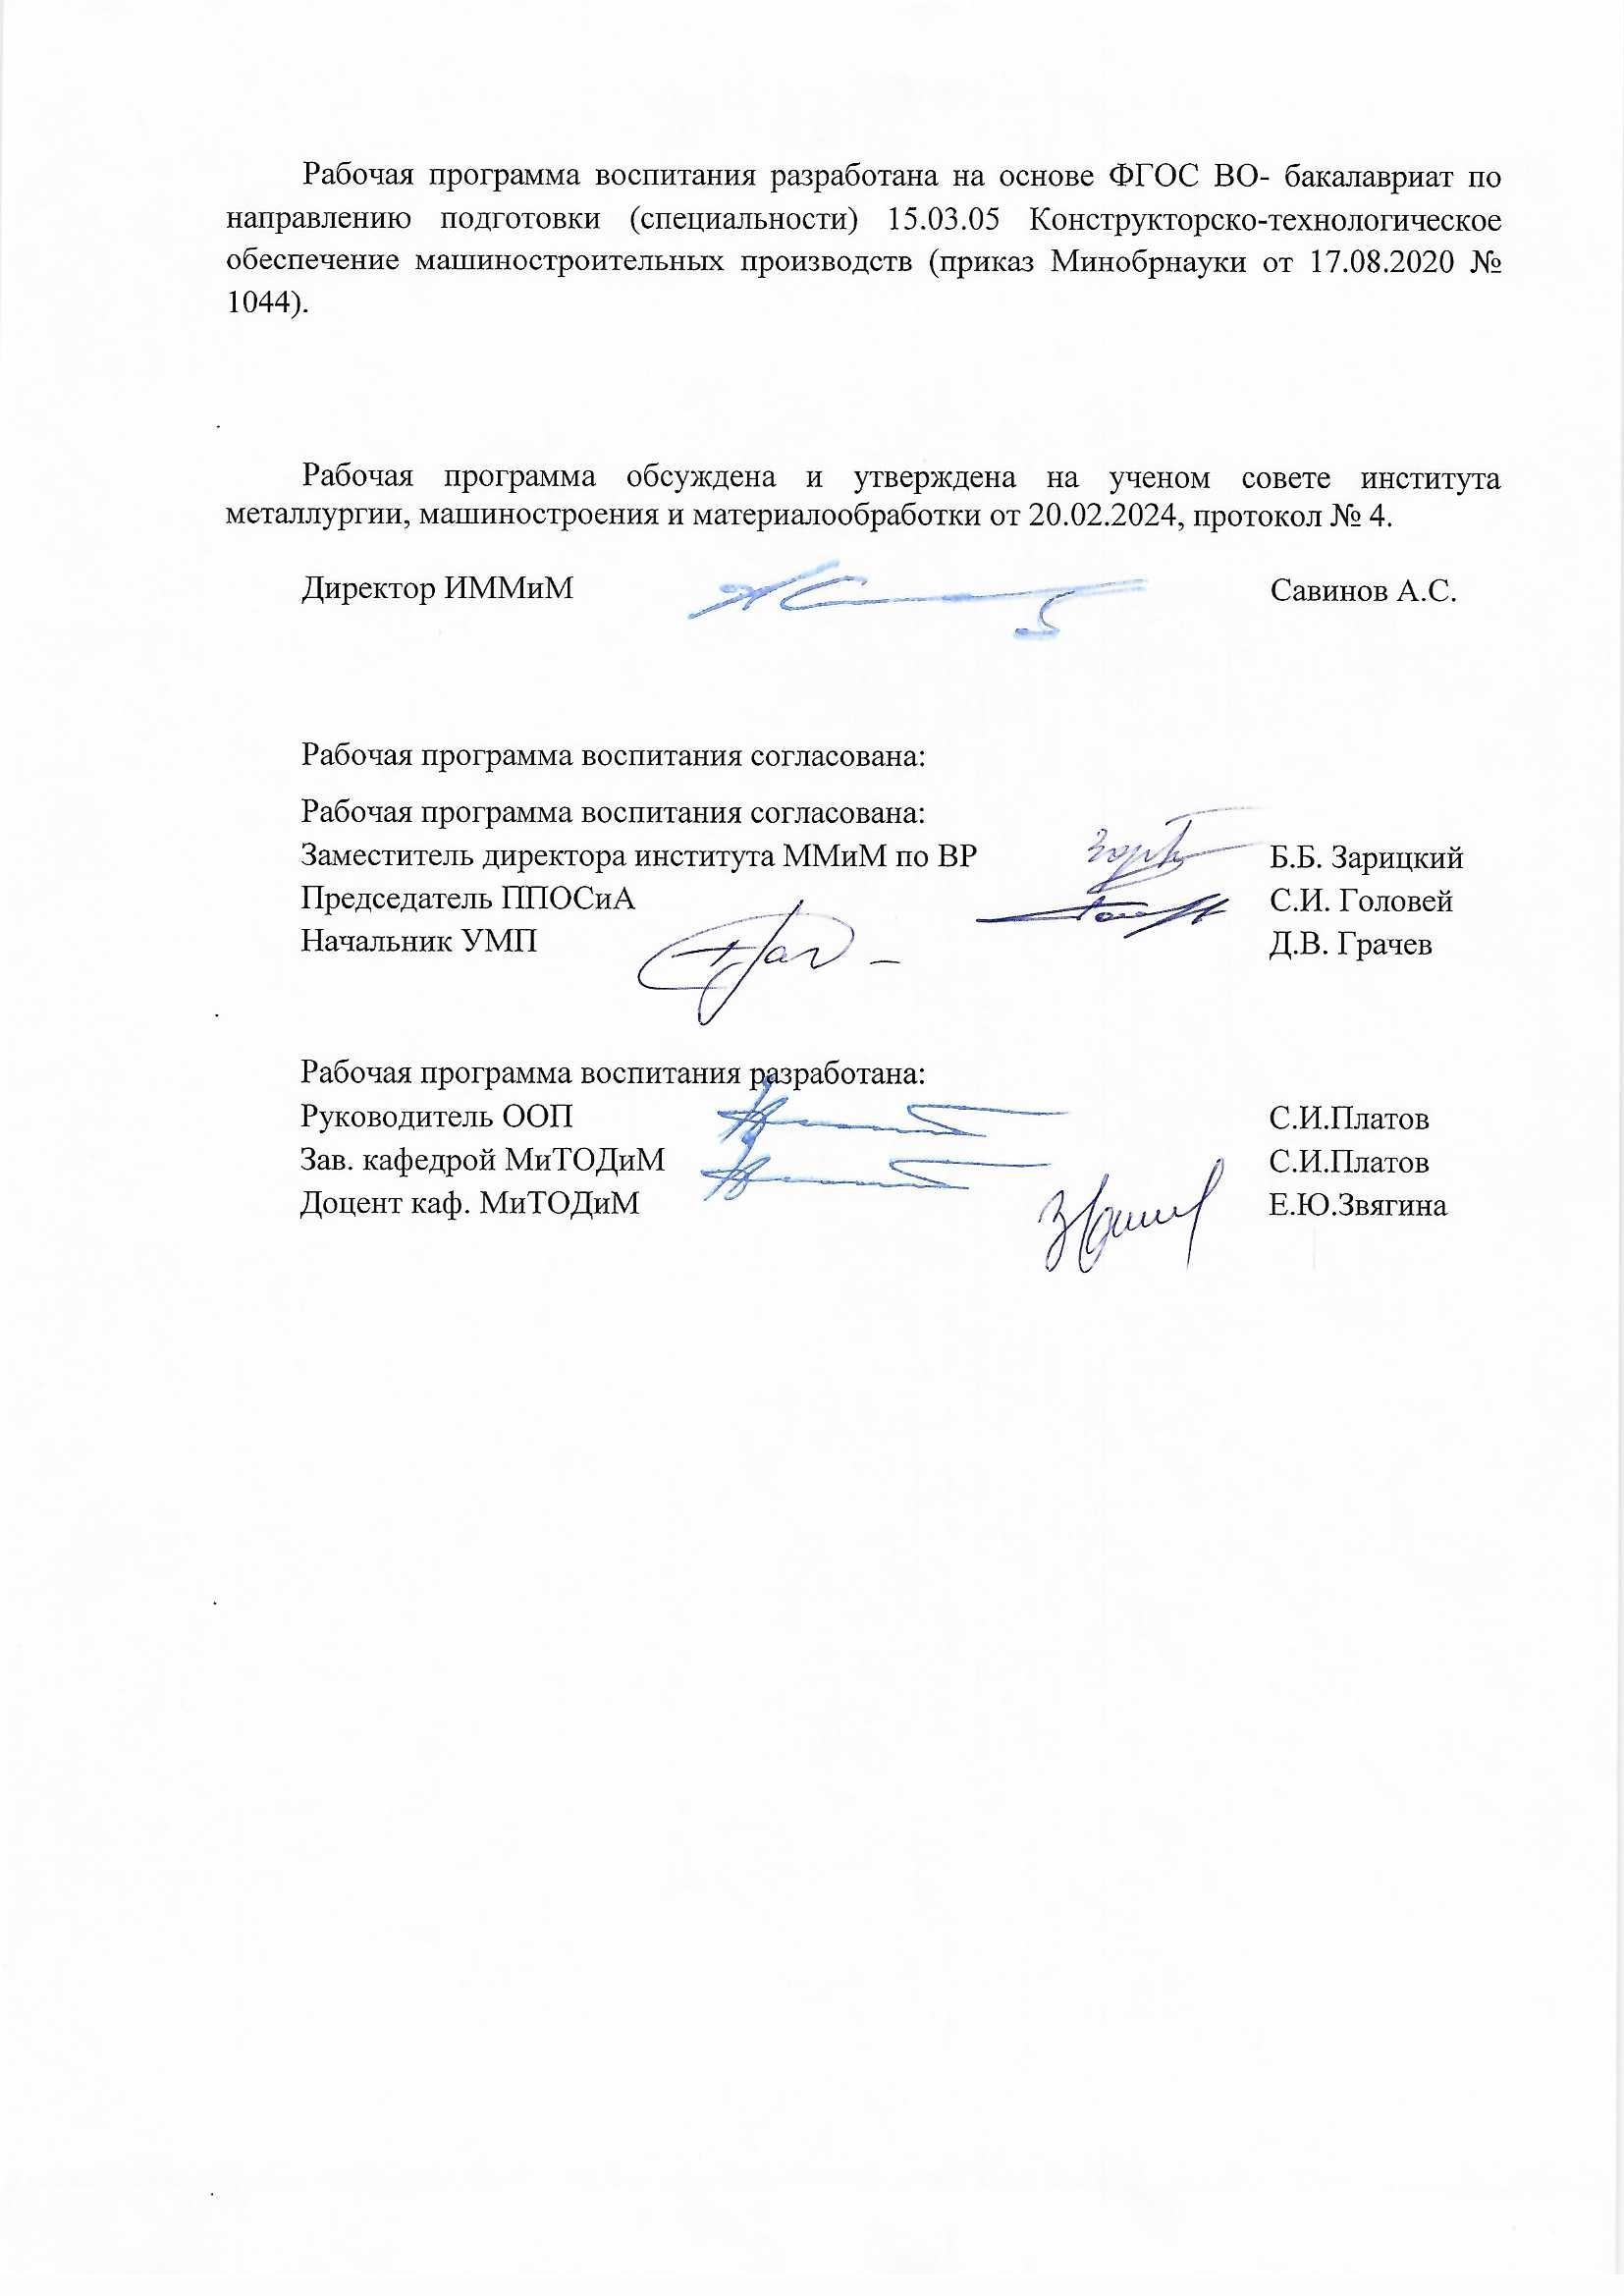 Рабочая программа воспитания разработана на основе ФГОС ВО- бакалавриат по
направлению подготовки (специальности) 15.03.05 Конструкторско-технологическое
обеспечение машиностроительных производств (приказ Минобрнауки от 17.08.2020 №
1044).
Рабочая программа обсуждена и утверждена на ученом совете института
металлургии, машиностроения и материалообработки от 20.02.2024, протокол № 4.
Директор ИММиМ Савинов А.С.
Рабочая программа воспитания согласована:
Рабочая программа воспитания согласована:
Заместитель директора института ММиМ по ВР Б.Б. Зарицкий
Председатель ППОСиА С.И. Головей
Начальник УМП Д.В. Грачев
Рабочая программа воспитания разработана:
Руководитель ООП С.И.Платов
Зав. кафедрой МиТОДиМ С.И.Платов
Доцент каф. МиТОДиМ Е.Ю.Звягина